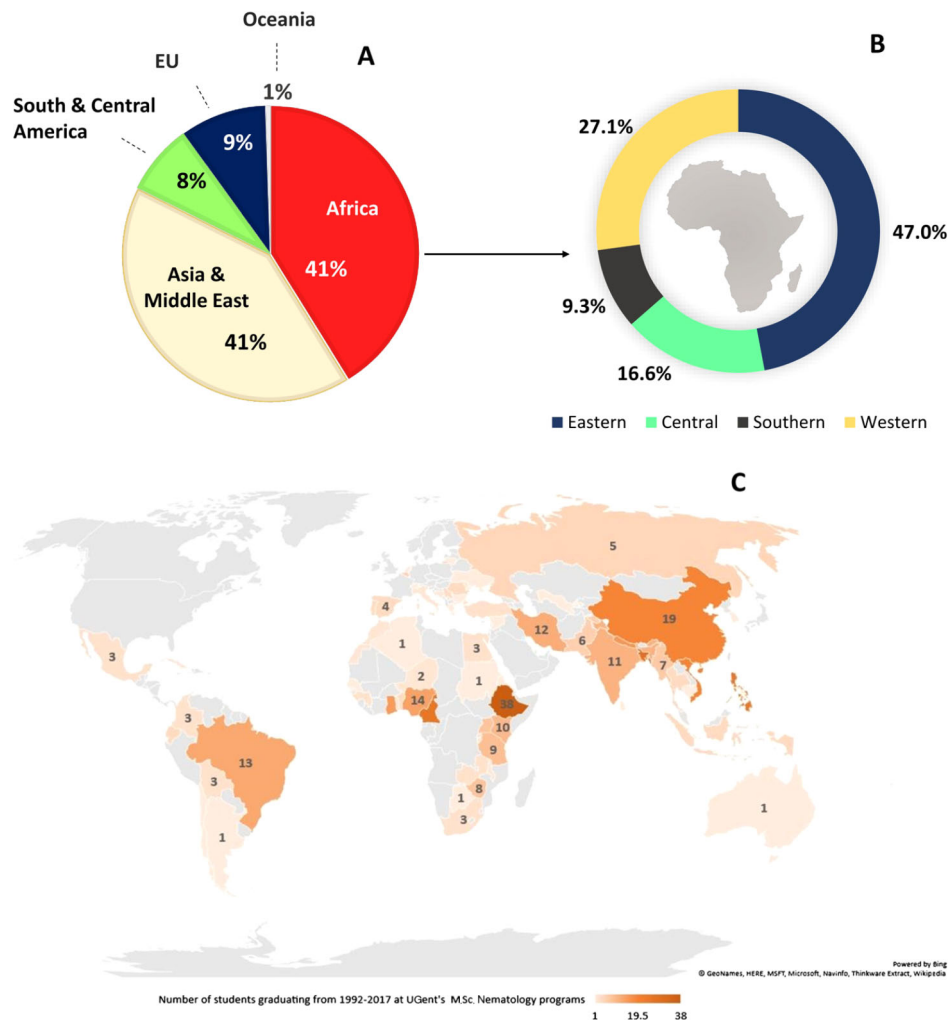 Oceania
A
EU
B
1%
South & Central
America
9%
8%
Africa
41%
Asia &
Middle East
41%
27.1%
47.0%
9.3%
16.6%
Eastern Central Southern Western
C
5
4
19
12
1
3
6
3
11
7
2
1
14
38
10
3
9
13
3
8
1
1
3
1
Powered by Bing
© GeoNames, HERE, MSFT, Microsoft, Navinfo, Thinkware Extract, Wikipedia
Number of students graduating from 1992-2017 at UGent's M.Sc. Nematology programs
1 19.5 38